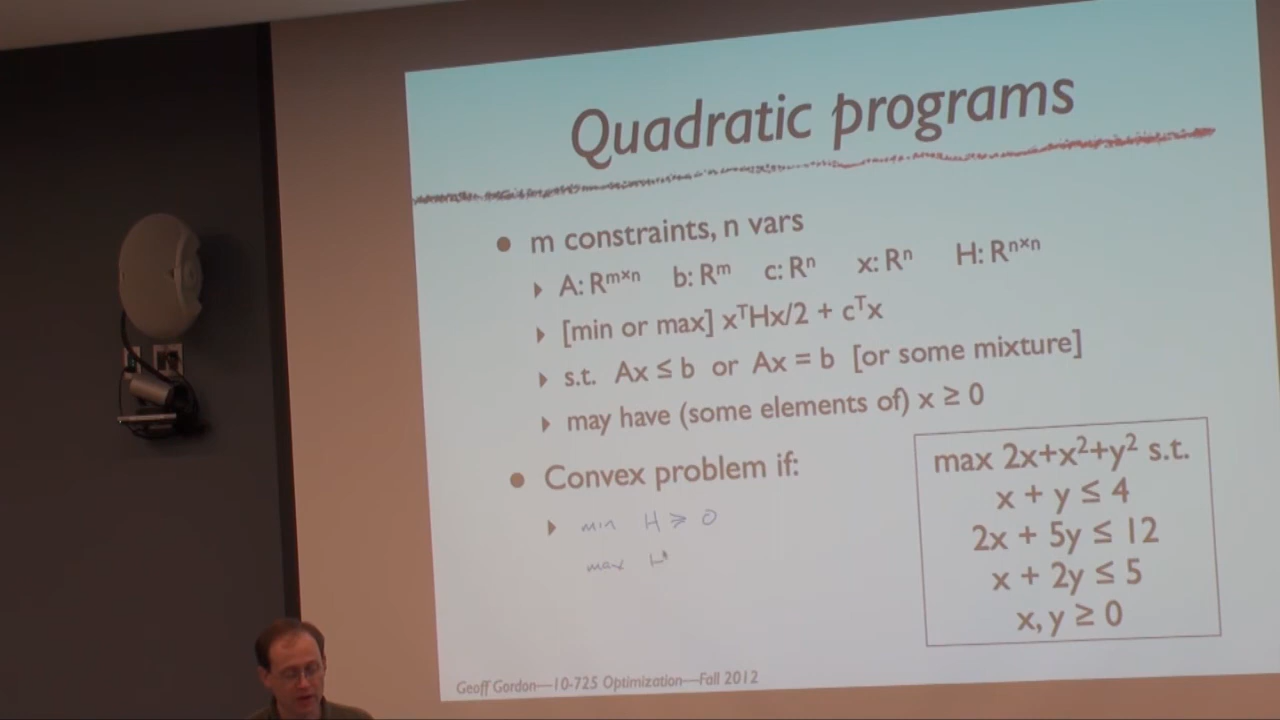 Quadratic programs
• m constraints, n vars
‣ A: Rᵐˣⁿ b: Rᵐ c: Rⁿ x: Rⁿ H: Rⁿˣⁿ
‣ [min or max] xᵀHx/2 + cᵀx
‣ s.t. Ax ≤ b or Ax = b [or some mixture]
‣ may have (some elements of) x ≥ 0
• Convex problem if:
‣ min H ≽ 0
max
max 2x+x²+y² s.t.
x + y ≤ 4
2x + 5y ≤ 12
x + 2y ≤ 5
x, y ≥ 0
Geoff Gordon—10-725 Optimization—Fall 2012